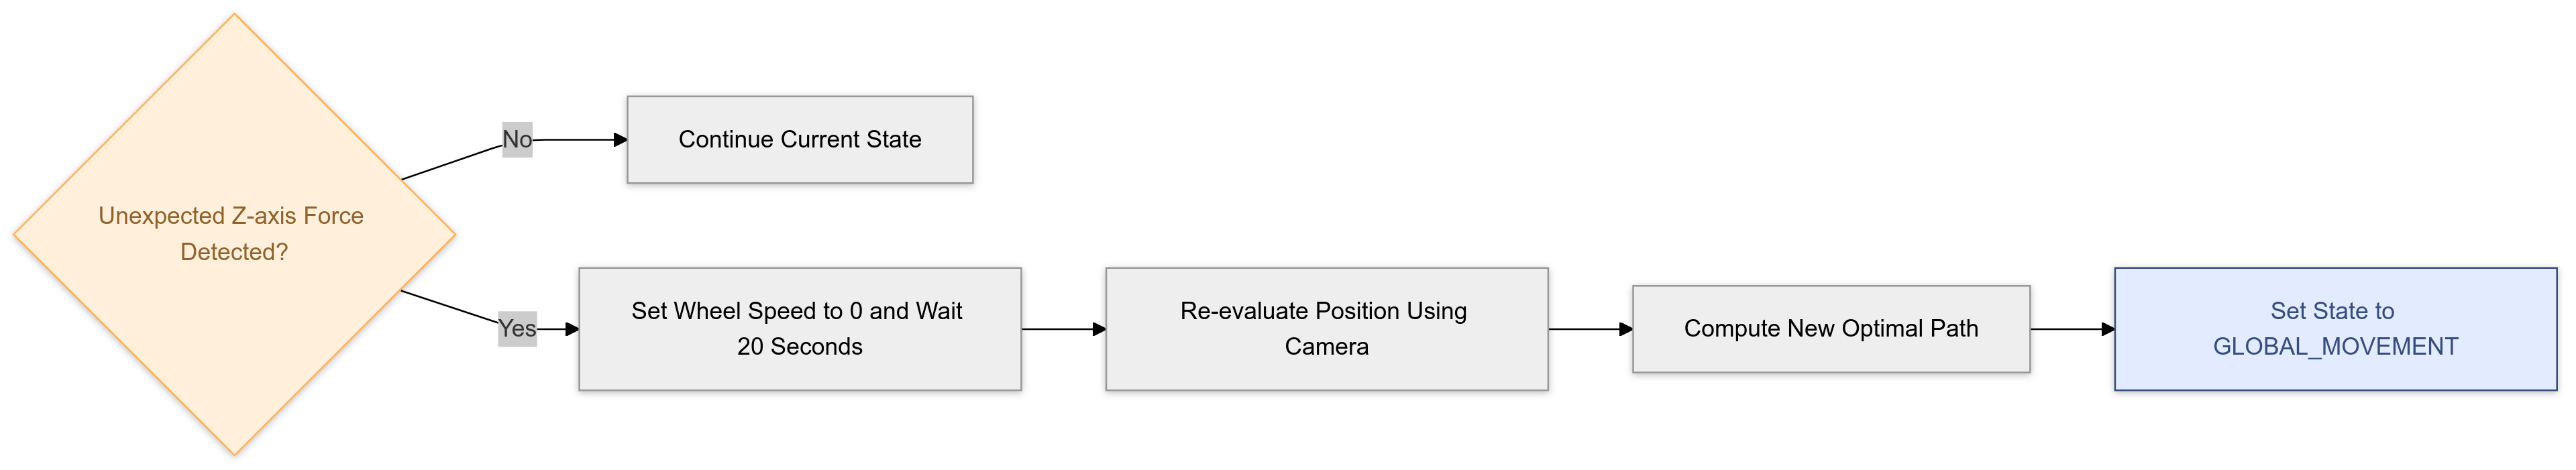 Unexpected Z-axis Force
Detected?
No
Continue Current State
Yes
Set Wheel Speed to 0 and Wait
20 Seconds
Re-evaluate Position Using
Camera
Compute New Optimal Path
Set State to
GLOBAL_MOVEMENT